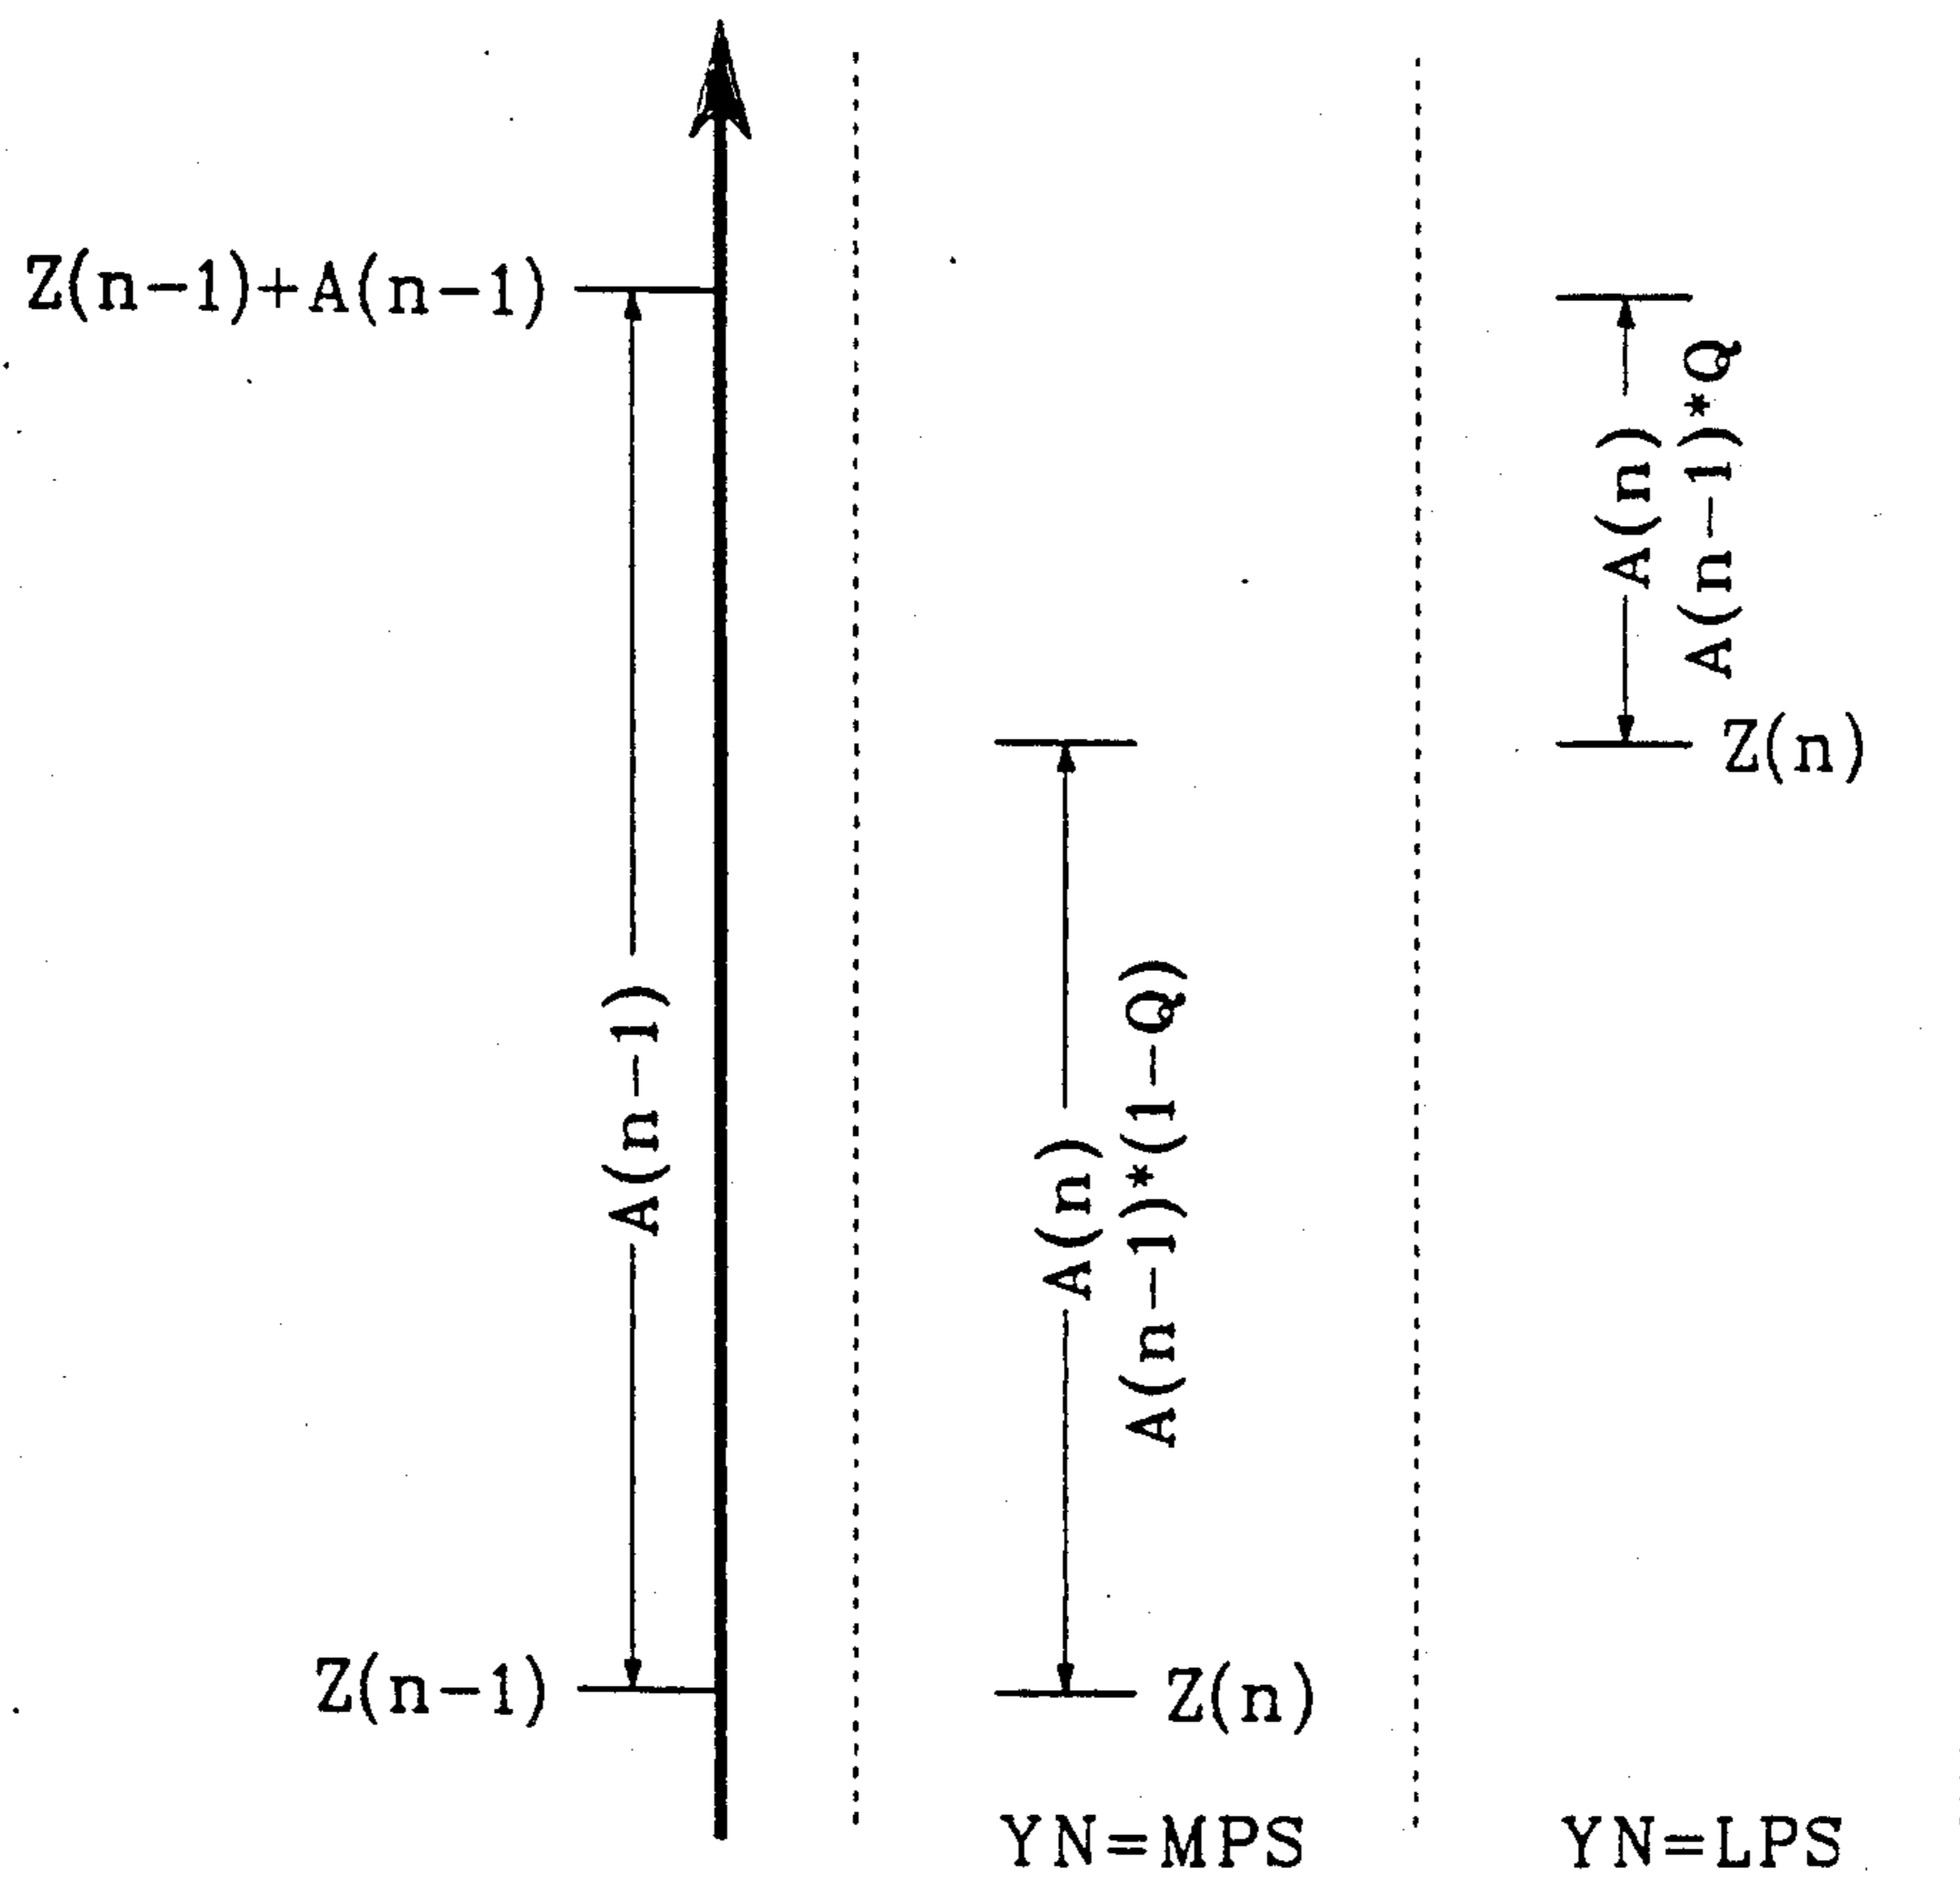 Z(n-1)+A(n-1)
A(n-1)
Z(n-1)
A(n)
A(n-1)*(1-Q)
Z(n)
YN=MPS
A(n)
A(n-1)*Q
Z(n)
YN=LPS